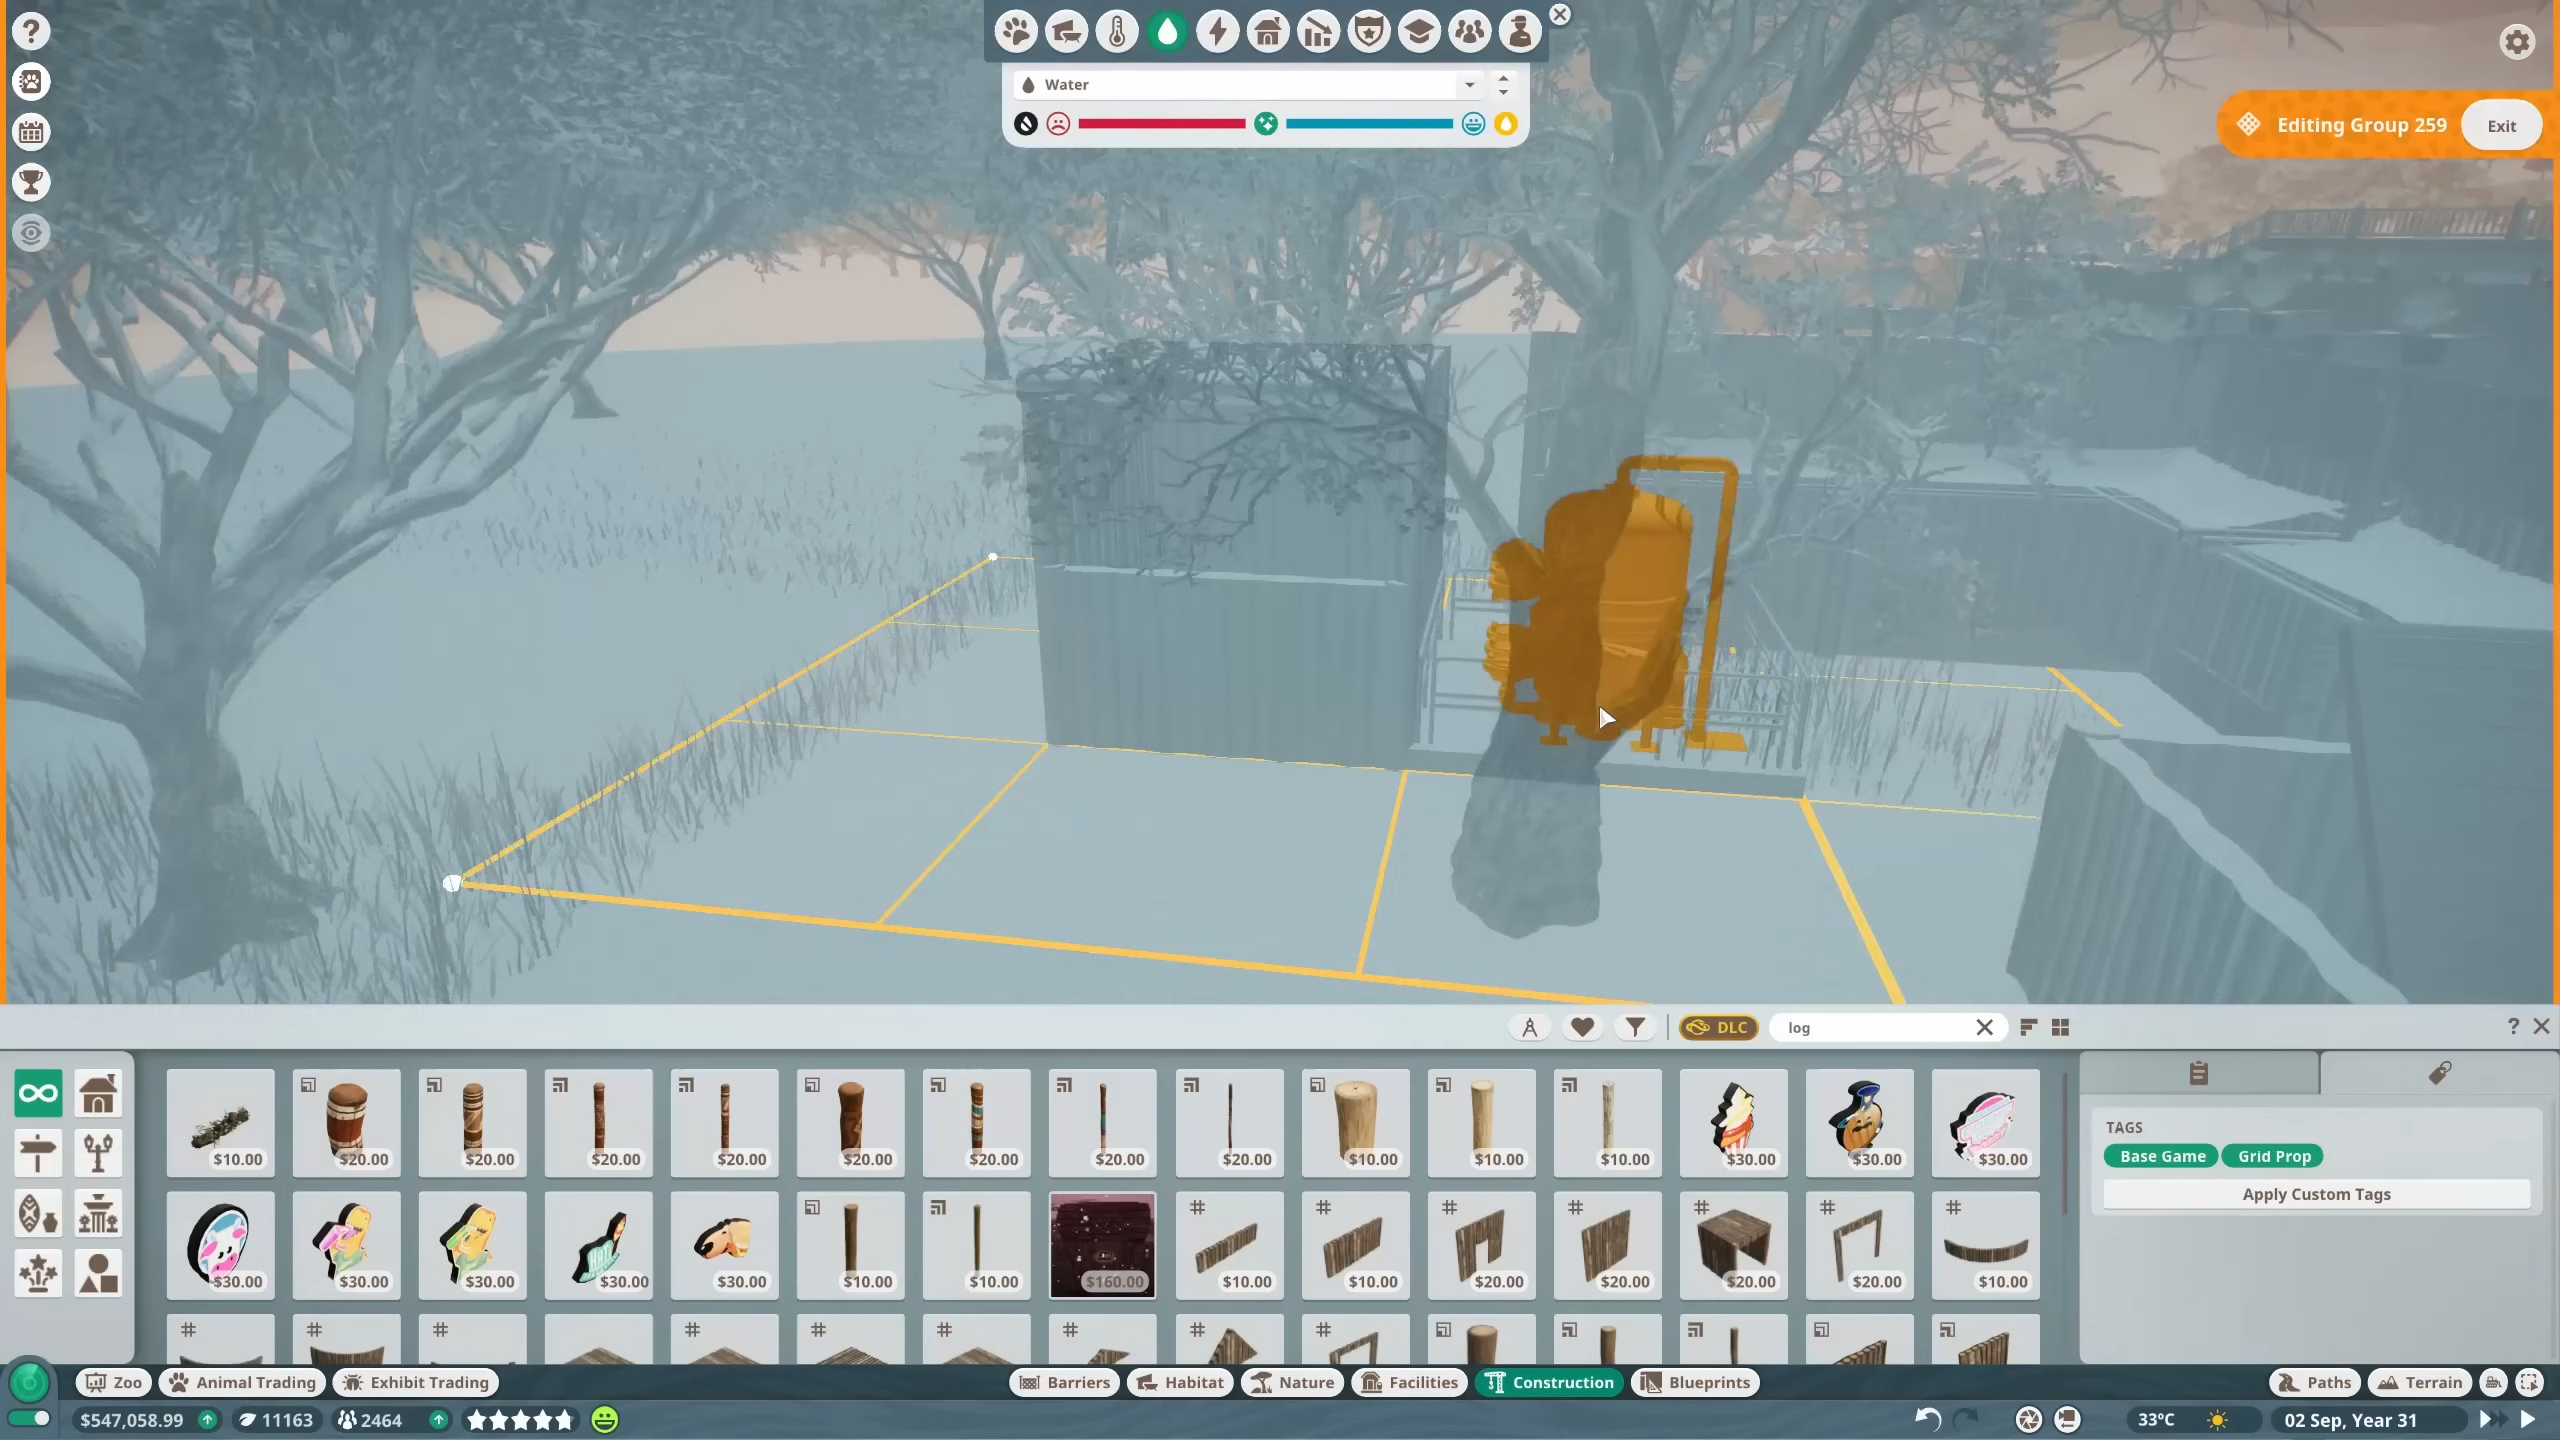 ?
Water
Editing Group 259
Exit
DLC
log
?
$10.00
$20.00
$20.00
$20.00
$20.00
$20.00
$20.00
$20.00
$20.00
$10.00
$10.00
$10.00
$30.00
$30.00
$30.00
$30.00
$30.00
$30.00
$30.00
$30.00
$10.00
$10.00
$160.00
$10.00
$10.00
$20.00
$20.00
$20.00
$20.00
$10.00
TAGS
Base Game
Grid Prop
Apply Custom Tags
Zoo
Animal Trading
Exhibit Trading
Barriers
Habitat
Nature
Facilities
Construction
Blueprints
Paths
Terrain
$547,058.99
11163
2464
33°C
02 Sep, Year 31